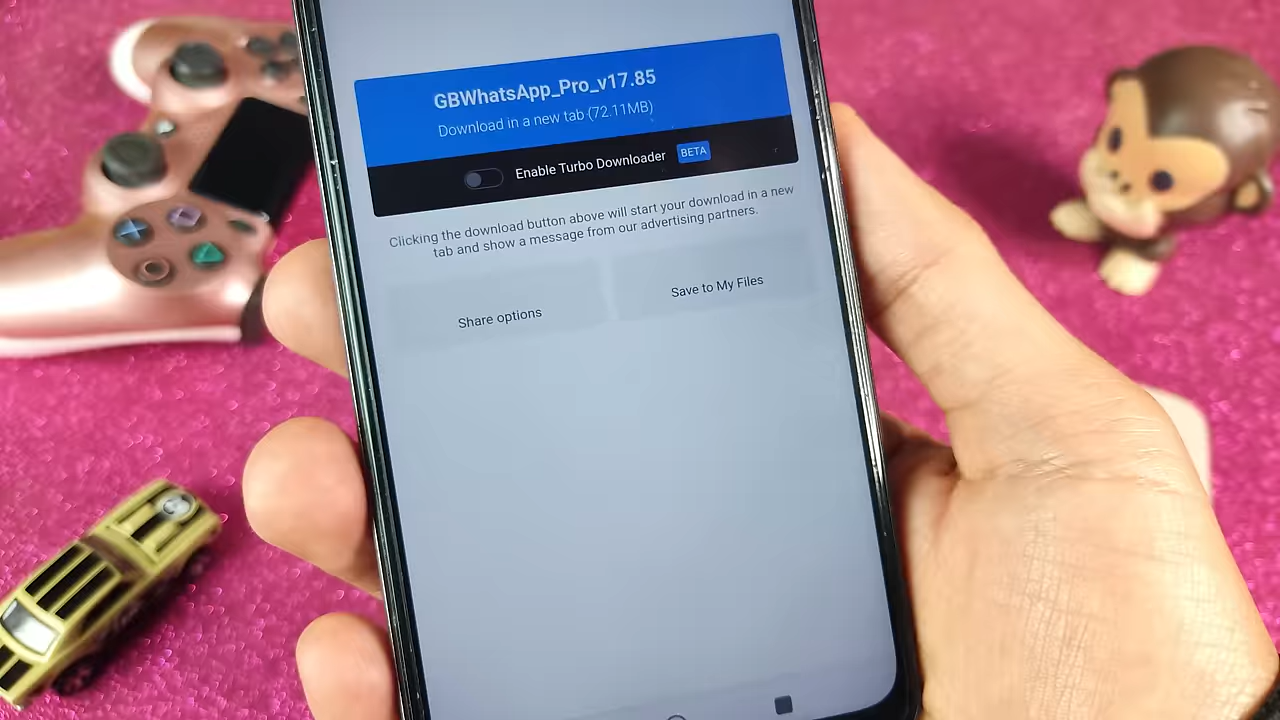 GBWhatsApp_Pro_v17.85
Download in a new tab (72.11MB)
Enable Turbo Downloader BETA
Clicking the download button above will start your download in a new
tab and show a message from our advertising partners.
Share options
Save to My Files